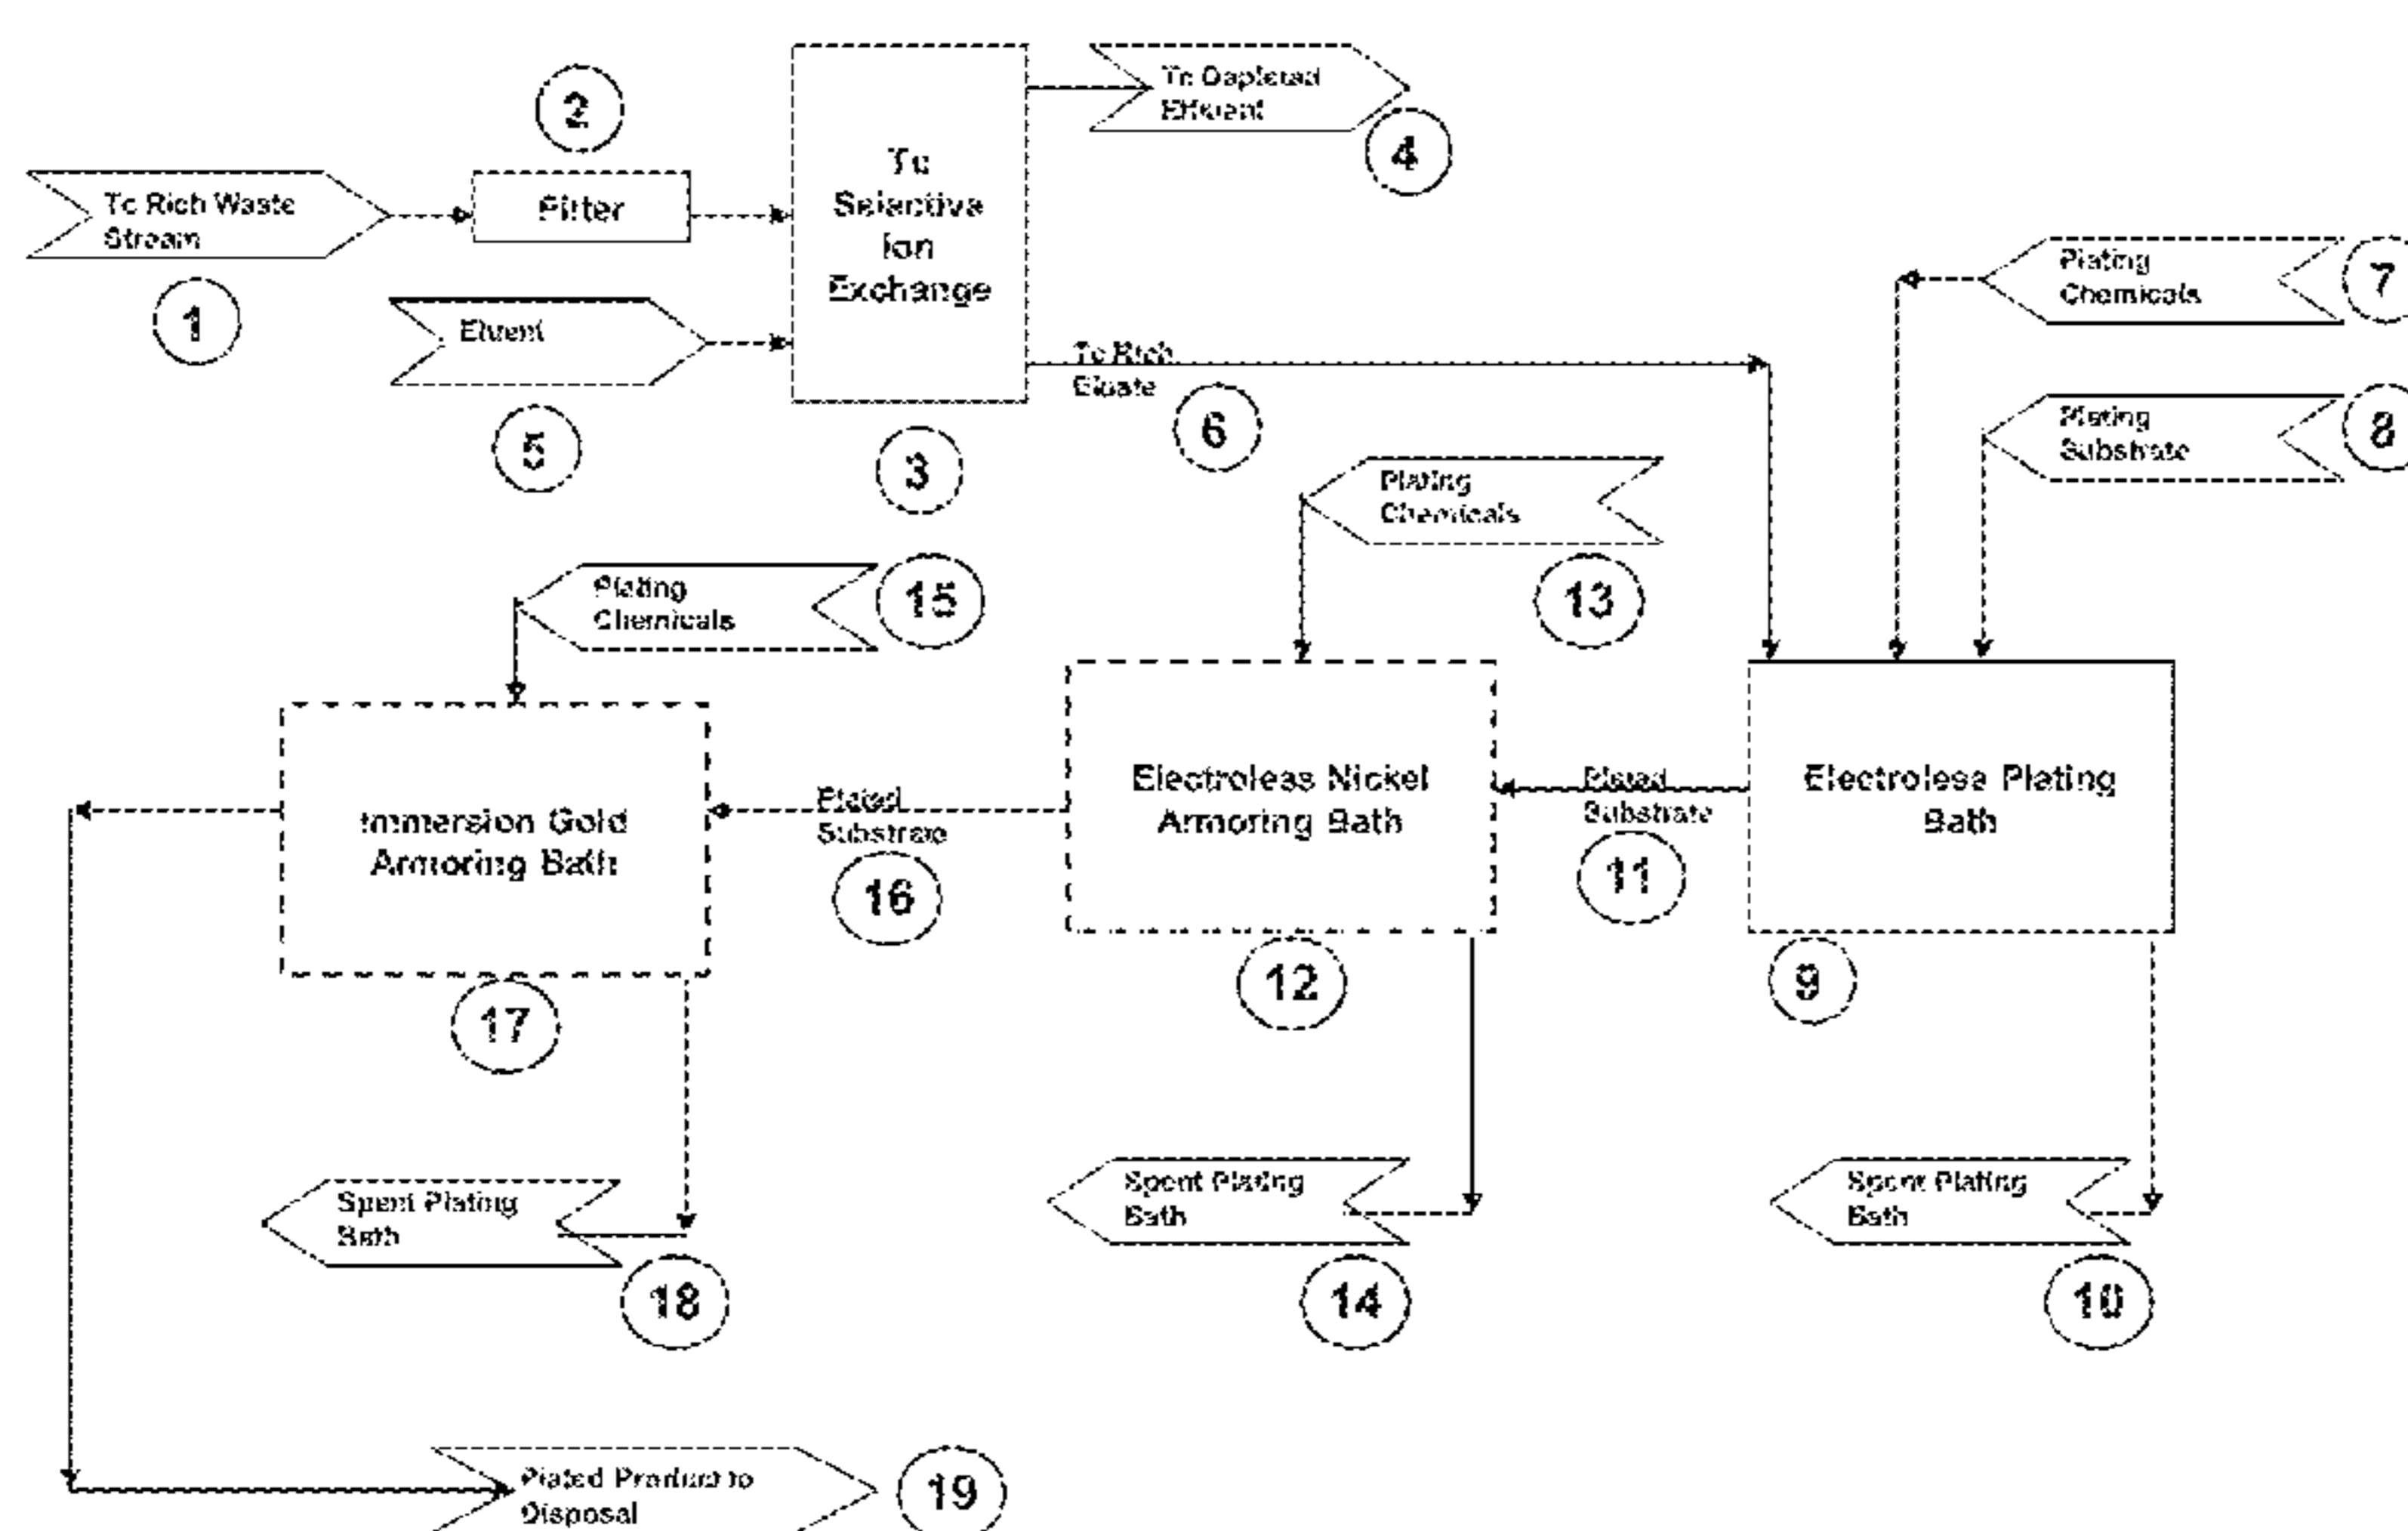 2
Tc Depleted
Effluent
4
Tc
Selective
Ion
Exchange
Tc Rich Waste
Stream
1
Filter
Eluent
5
3
Tc Rich
Eluate
6
Plating
Chemicals
7
Plating
Substrate
8
Plating
Chemicals
13
Plating
Chemicals
15
Immersion Gold
Armoring Bath
17
Plated
Substrate
16
Electroless Nickel
Armoring Bath
12
Plated
Substrate
11
Electroless Plating
Bath
9
Spent Plating
Bath
18
Spent Plating
Bath
14
Spent Plating
Bath
10
Plated Product to
Disposal
19